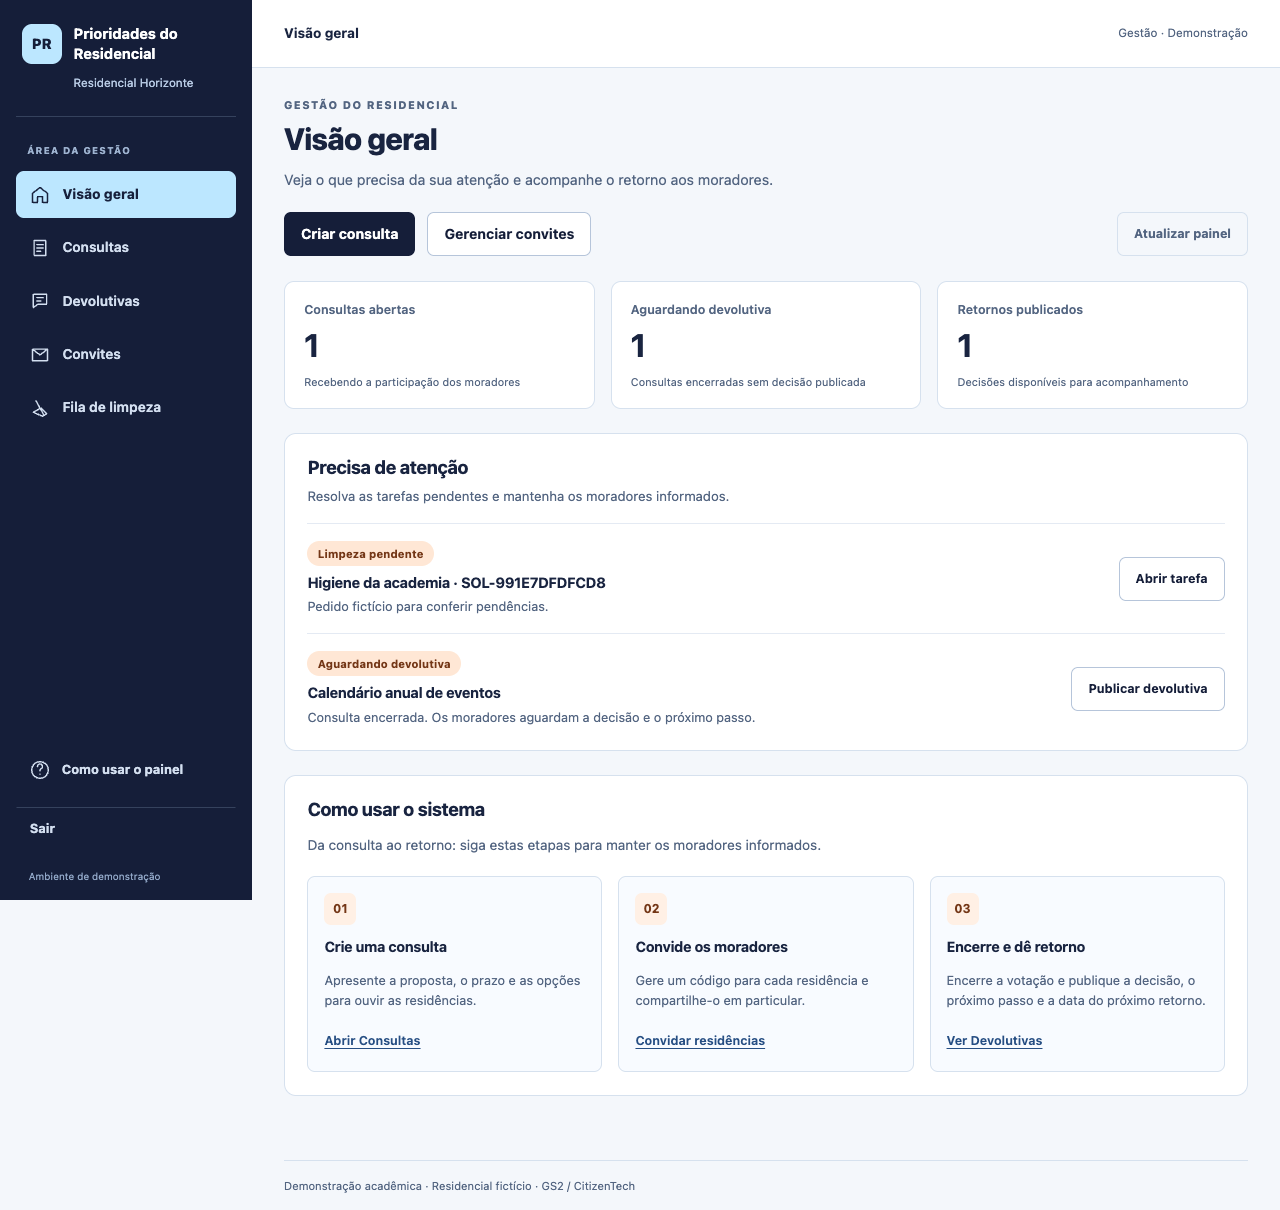 PR
Prioridades do
Residencial
Residencial Horizonte
ÁREA DA GESTÃO
Visão geral
Consultas
Devolutivas
Convites
Fila de limpeza
Como usar o painel
Sair
Ambiente de demonstração
Visão geral
Gestão · Demonstração
GESTÃO DO RESIDENCIAL
Visão geral
Veja o que precisa da sua atenção e acompanhe o retorno aos moradores.
Criar consulta
Gerenciar convites
Atualizar painel
Consultas abertas
1
Recebendo a participação dos moradores
Aguardando devolutiva
1
Consultas encerradas sem decisão publicada
Retornos publicados
1
Decisões disponíveis para acompanhamento
Precisa de atenção
Resolva as tarefas pendentes e mantenha os moradores informados.
Limpeza pendente
Higiene da academia · SOL-991E7DFDFCD8
Pedido fictício para conferir pendências.
Abrir tarefa
Aguardando devolutiva
Calendário anual de eventos
Consulta encerrada. Os moradores aguardam a decisão e o próximo passo.
Publicar devolutiva
Como usar o sistema
Da consulta ao retorno: siga estas etapas para manter os moradores informados.
01
Crie uma consulta
Apresente a proposta, o prazo e as opções
para ouvir as residências.
Abrir Consultas
02
Convide os moradores
Gere um código para cada residência e
compartilhe-o em particular.
Convidar residências
03
Encerre e dê retorno
Encerre a votação e publique a decisão, o
próximo passo e a data do próximo retorno.
Ver Devolutivas
Demonstração acadêmica · Residencial fictício · GS2 / CitizenTech